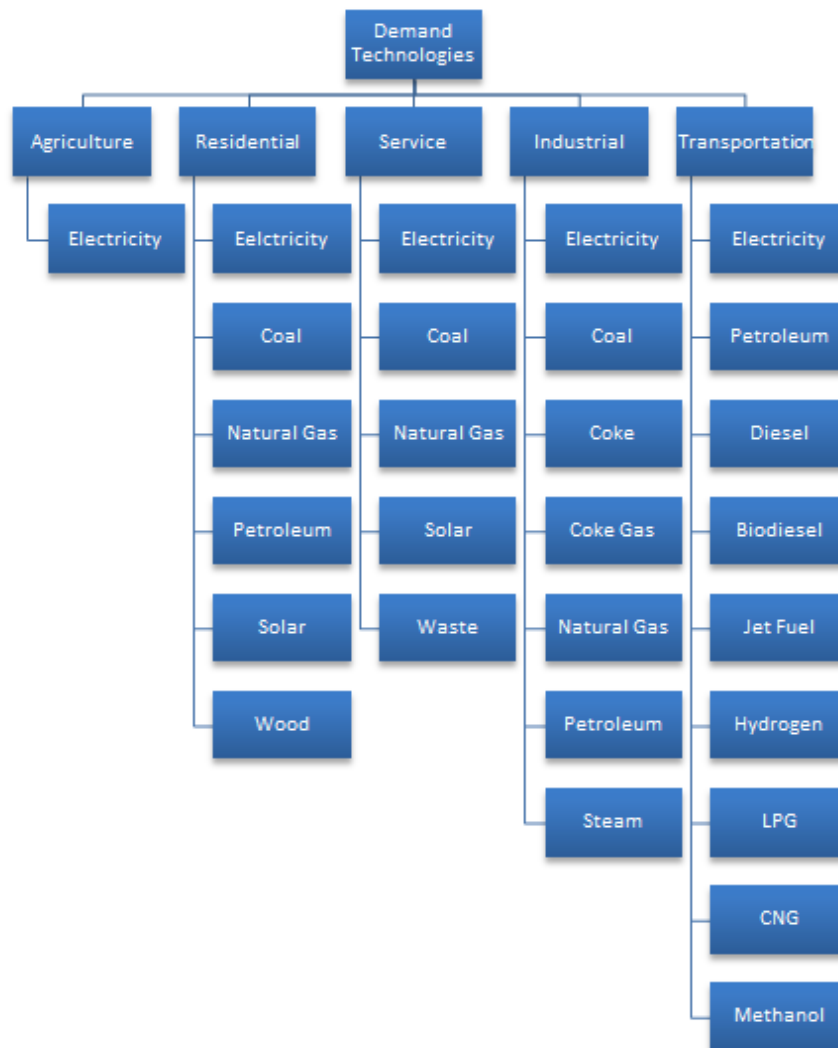 Demand
Technologies
Agriculture
Residential
Service
Industrial
Transportation
Electricity
Eelctricity
Electricity
Electricity
Electricity
Coal
Coal
Coal
Petroleum
Natural Gas
Natural Gas
Coke
Diesel
Petroleum
Solar
Coke Gas
Biodiesel
Solar
Waste
Natural Gas
Jet Fuel
Wood
Petroleum
Hydrogen
Steam
LPG
CNG
Methanol